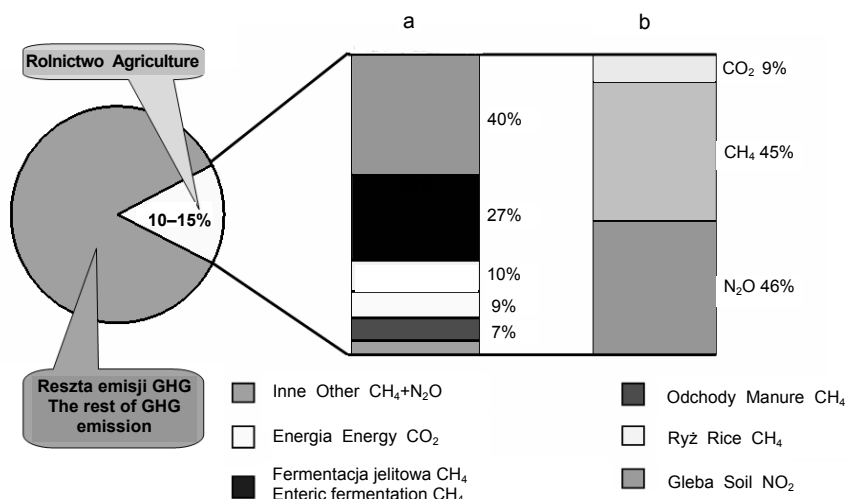 a
b
Rolnictwo Agriculture
CO₂ 9%
40%
CH₄ 45%
10–15%
27%
10%
N₂O 46%
9%
7%
Reszta emisji GHG
The rest of GHG
emission
Inne Other CH₄+N₂O
Energia Energy CO₂
Fermentacja jelitowa CH₄
Enteric fermentation CH₄
Odchody Manure CH₄
Ryż Rice CH₄
Gleba Soil NO₂